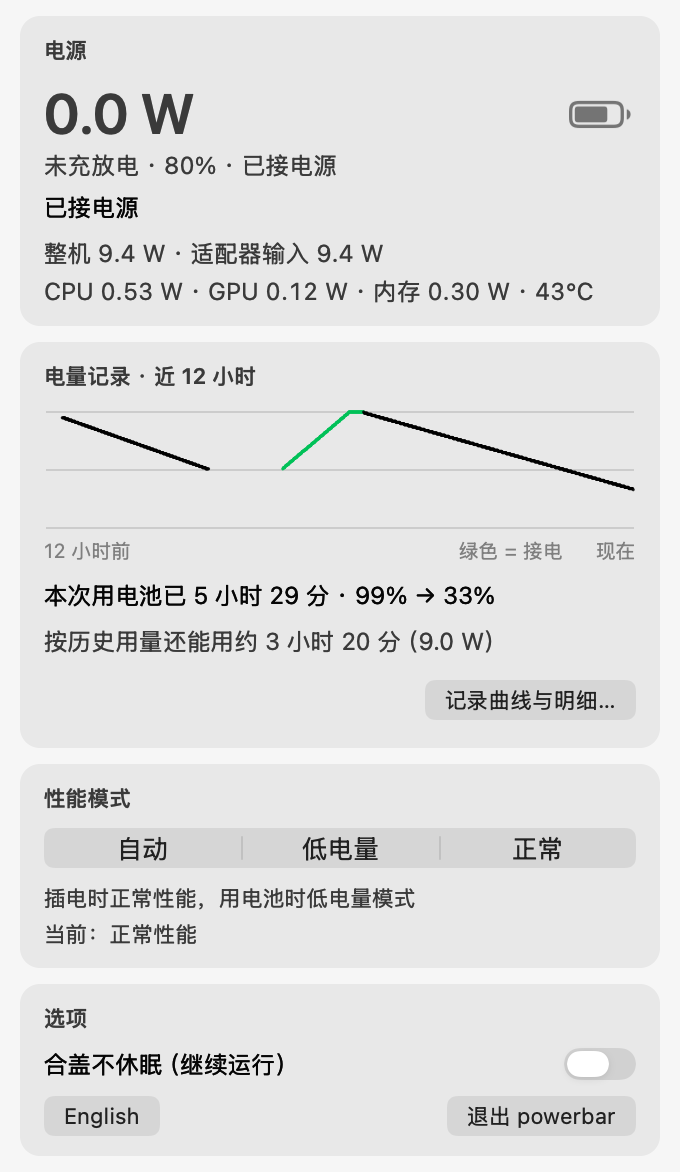 电源
0.0 W
未充放电 · 80% · 已接电源
已接电源
整机 9.4 W · 适配器输入 9.4 W
CPU 0.53 W · GPU 0.12 W · 内存 0.30 W · 43°C
电量记录 · 近 12 小时
12 小时前 绿色 = 接电 现在
本次用电池已 5 小时 29 分 · 99% → 33%
按历史用量还能用约 3 小时 20 分 (9.0 W)
记录曲线与明细...
性能模式
自动 低电量 正常
插电时正常性能，用电池时低电量模式
当前：正常性能
选项
合盖不休眠 (继续运行)
English 退出 powerbar